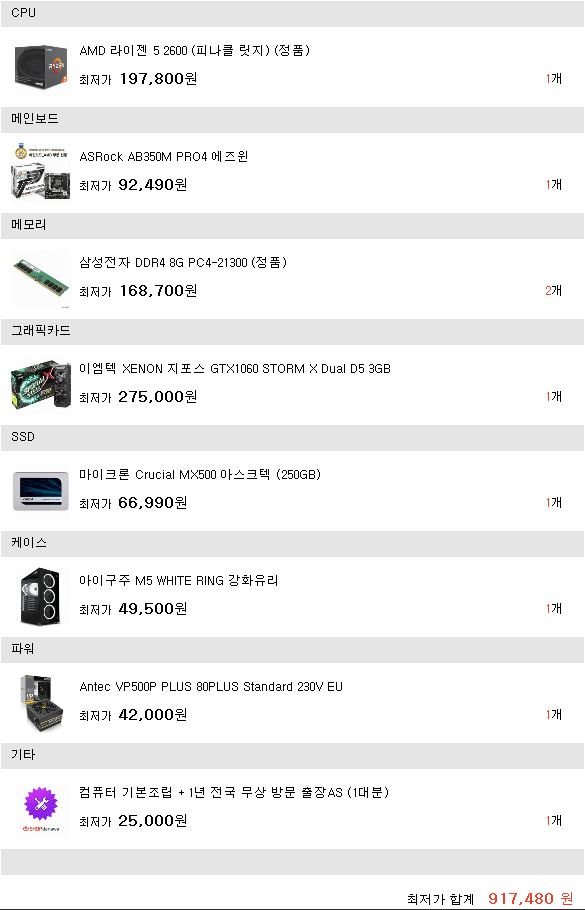 CPU
AMD 라이젠 5 2600 (피나클 릿지) (정품)
최저가 197,800원
1개
메인보드
ASRock AB350M PRO4 에즈윈
최저가 92,490원
1개
메모리
삼성전자 DDR4 8G PC4-21300 (정품)
최저가 168,700원
2개
그래픽카드
이엠텍 XENON 지포스 GTX1060 STORM X Dual D5 3GB
최저가 275,000원
1개
SSD
마이크론 Crucial MX500 아스크텍 (250GB)
최저가 66,990원
1개
케이스
아이구주 M5 WHITE RING 강화유리
최저가 49,500원
1개
파워
Antec VP500P PLUS 80PLUS Standard 230V EU
최저가 42,000원
1개
기타
컴퓨터 기본조립 + 1년 전국 무상 방문 출장AS (1대분)
최저가 25,000원
1개
SHOPdanawa
최저가 합계 917,480 원